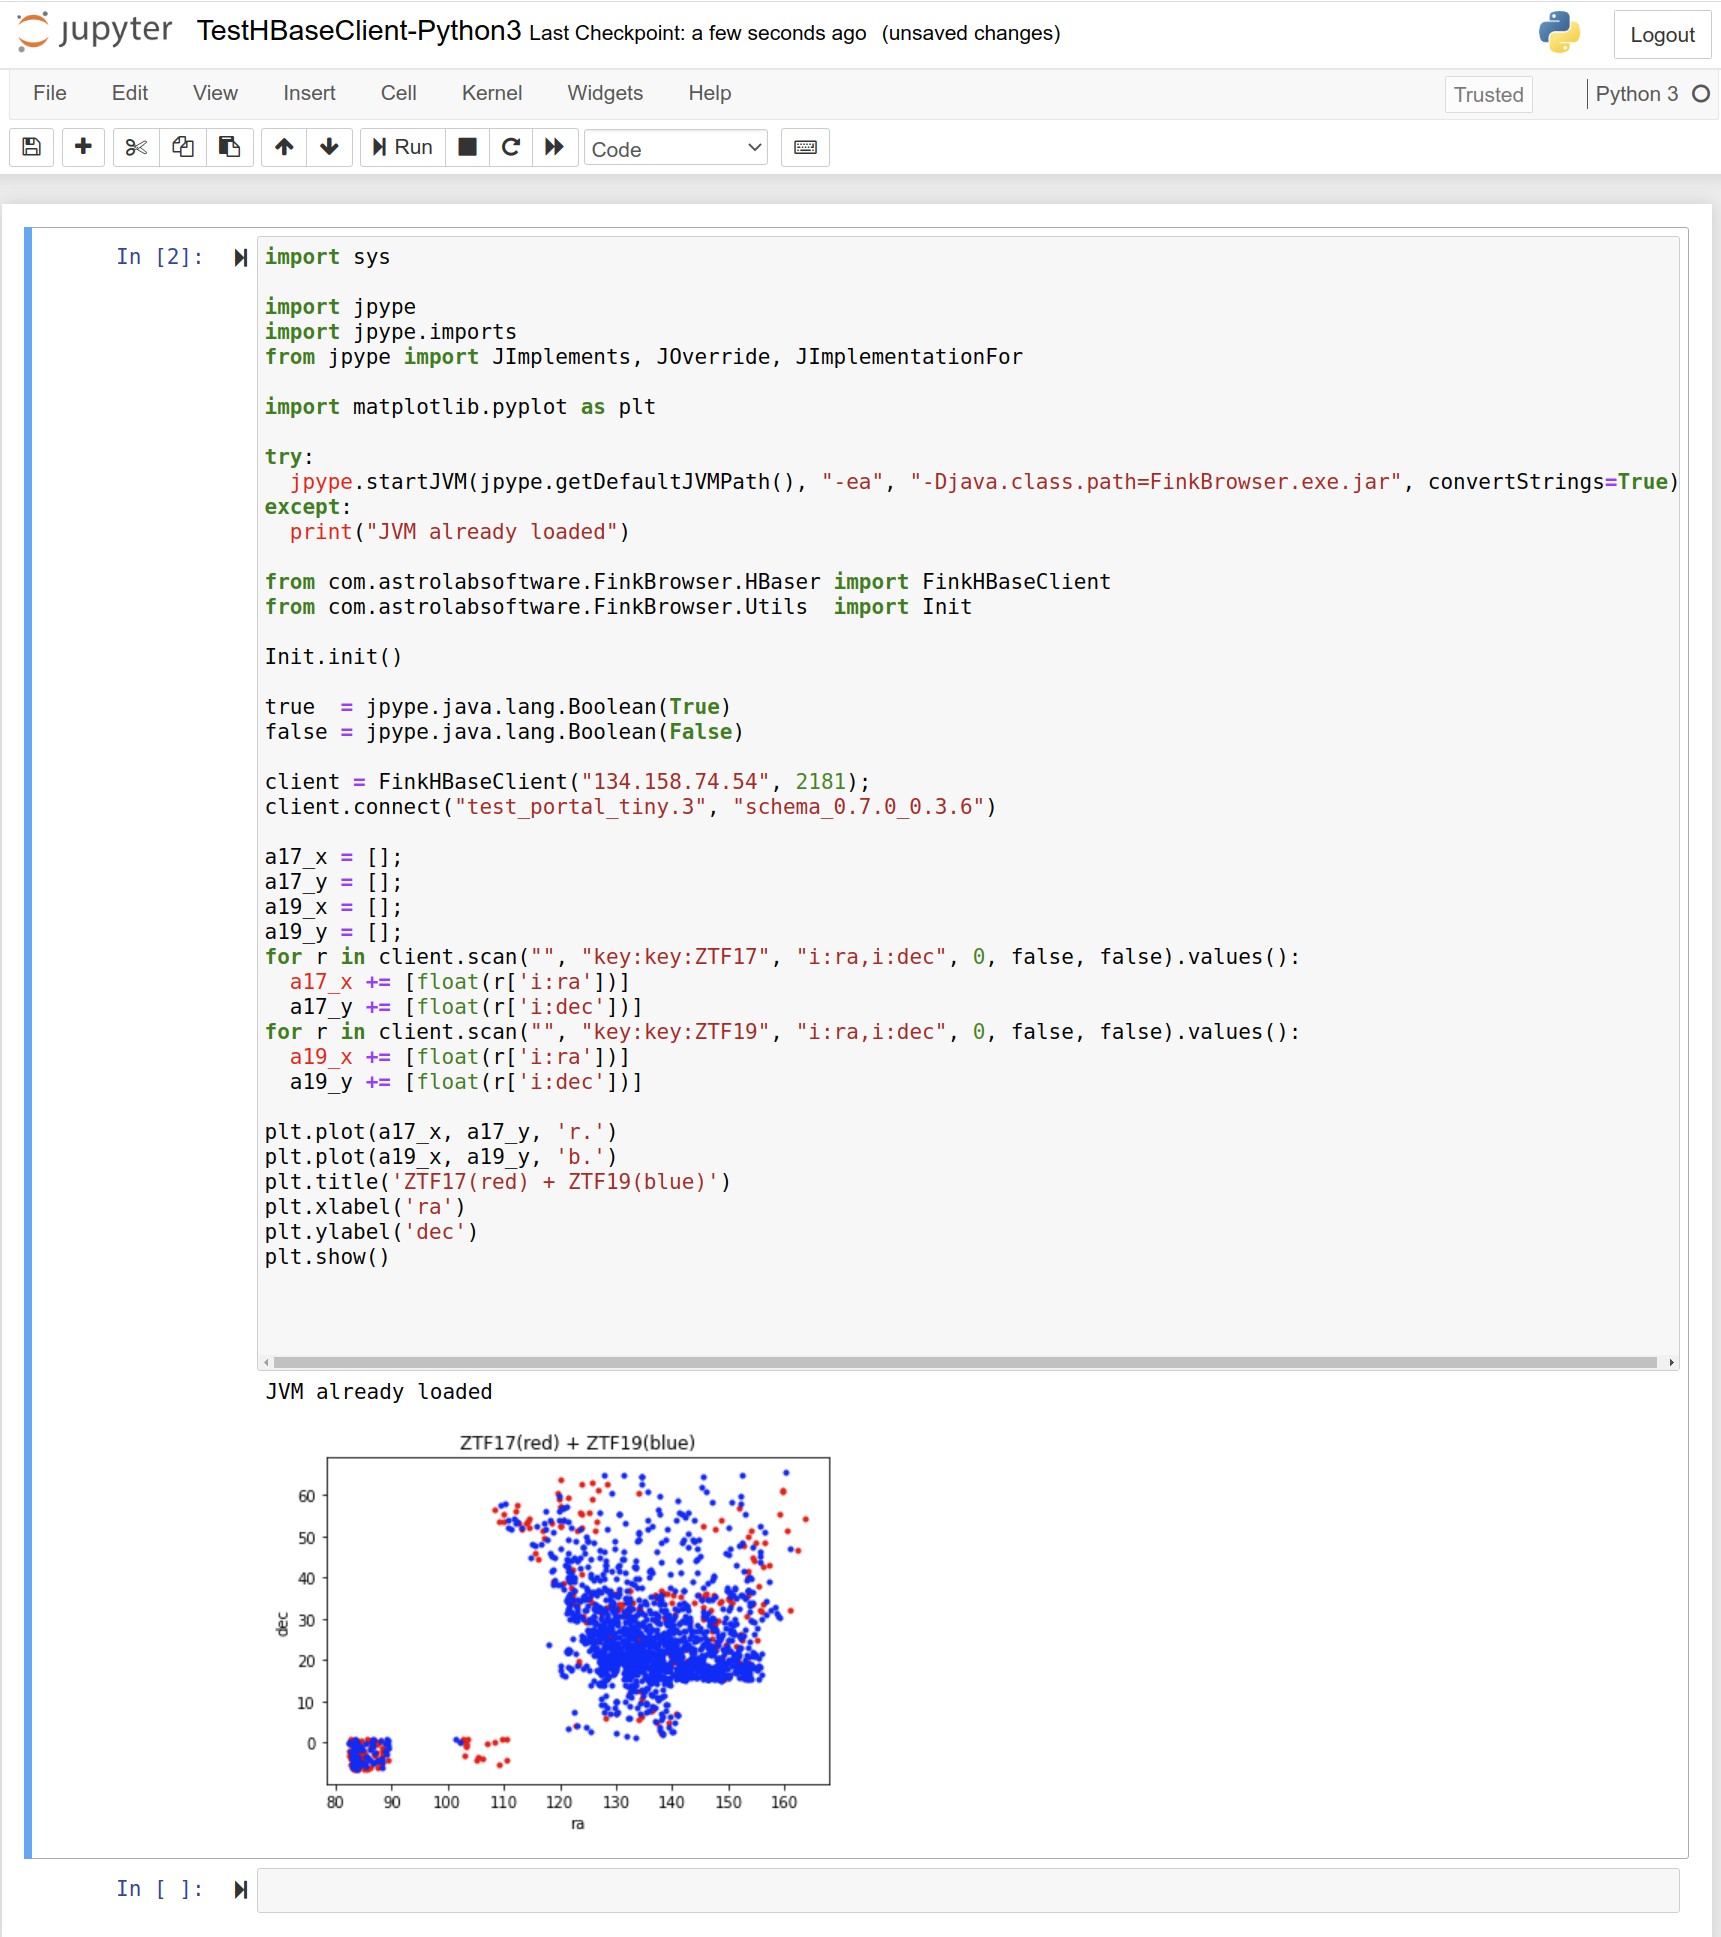 jupyter TestHBaseClient-Python3 Last Checkpoint: a few seconds ago (unsaved changes) Logout
File Edit View Insert Cell Kernel Widgets Help Trusted Python 3
Run Code
In [2]:
import sys
import jpype
import jpype.imports
from jpype import JImplements, JOverride, JImplementationFor
import matplotlib.pyplot as plt
try:
  jpype.startJVM(jpype.getDefaultJVMPath(), "-ea", "-Djava.class.path=FinkBrowser.exe.jar", convertStrings=True)
except:
  print("JVM already loaded")
from com.astrolabsoftware.FinkBrowser.HBaser import FinkHBaseClient
from com.astrolabsoftware.FinkBrowser.Utils  import Init
Init.init()
true  = jpype.java.lang.Boolean(True)
false = jpype.java.lang.Boolean(False)
client = FinkHBaseClient("134.158.74.54", 2181);
client.connect("test_portal_tiny.3", "schema_0.7.0_0.3.6")
a17_x = [];
a17_y = [];
a19_x = [];
a19_y = [];
for r in client.scan("", "key:key:ZTF17", "i:ra,i:dec", 0, false, false).values():
  a17_x += [float(r['i:ra'])]
  a17_y += [float(r['i:dec'])]
for r in client.scan("", "key:key:ZTF19", "i:ra,i:dec", 0, false, false).values():
  a19_x += [float(r['i:ra'])]
  a19_y += [float(r['i:dec'])]
plt.plot(a17_x, a17_y, 'r.')
plt.plot(a19_x, a19_y, 'b.')
plt.title('ZTF17(red) + ZTF19(blue)')
plt.xlabel('ra')
plt.ylabel('dec')
plt.show()
JVM already loaded
ZTF17(red) + ZTF19(blue)
60
50
40
30
20
10
0
dec
80 90 100 110 120 130 140 150 160
ra
In [ ]: